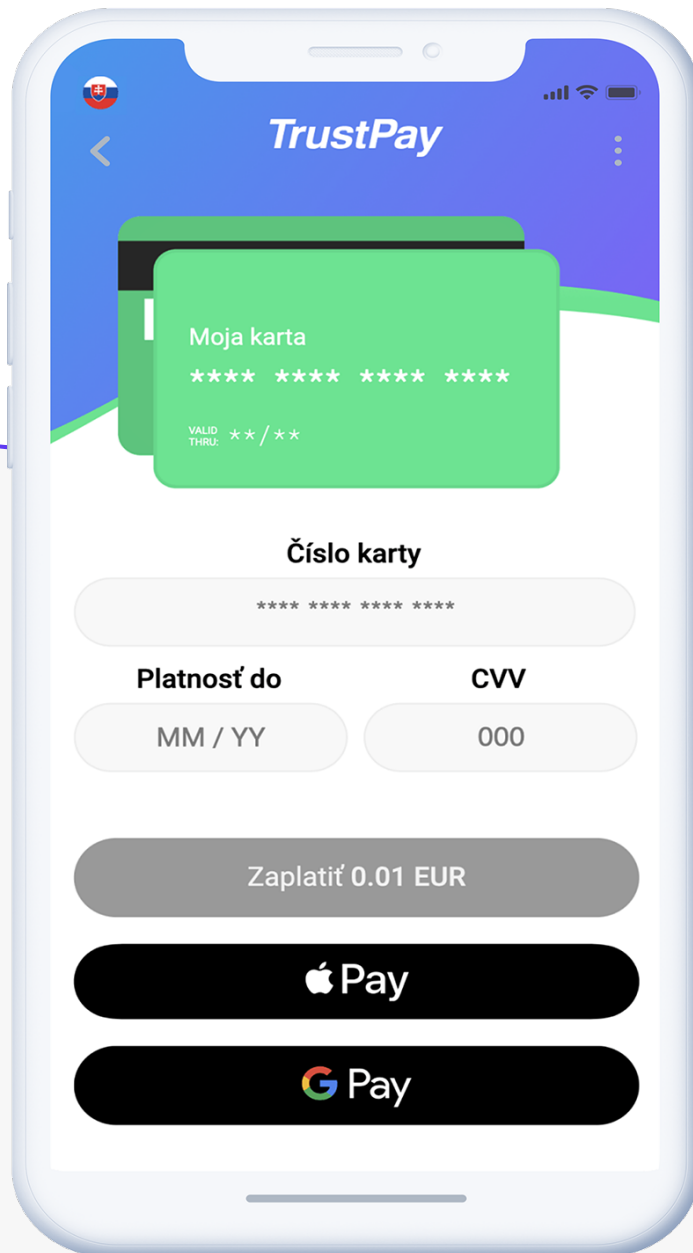 TrustPay
Moja karta
**** **** **** ****
VALID
THRU: **/**
Číslo karty
**** **** **** ****
Platnosť do CVV
MM / YY 000
Zaplatiť 0.01 EUR
Pay
G Pay